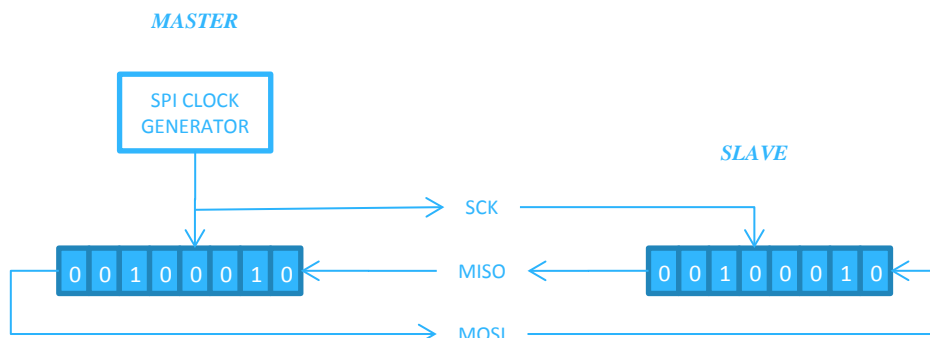 MASTER
SPI CLOCK
GENERATOR
SLAVE
SCK
0 0 1 0 0 0 1 0
MISO
0 0 1 0 0 0 1 0
MOSI